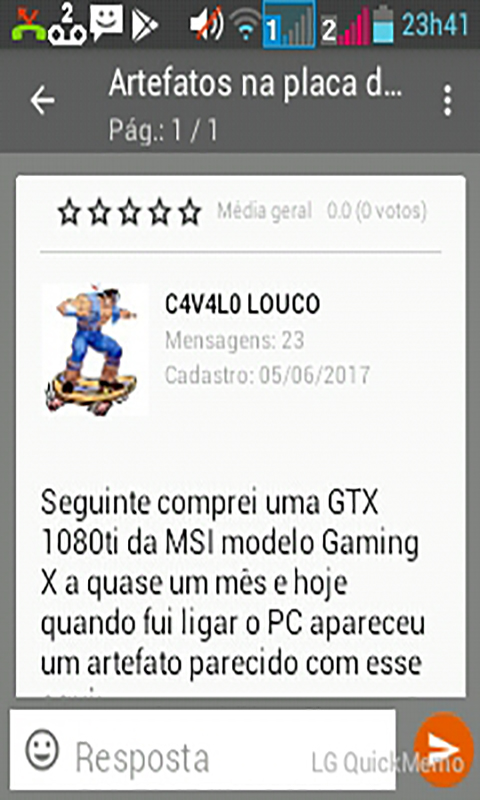 2
1
2
23h41
Artefatos na placa d...
Pág.: 1 / 1
Média geral 0.0 (0 votos)
C4V4L0 LOUCO
Mensagens: 23
Cadastro: 05/06/2017
Seguinte comprei uma GTX
1080ti da MSI modelo Gaming
X a quase um mês e hoje
quando fui ligar o PC apareceu
um artefato parecido com esse
Resposta
LG QuickMemo